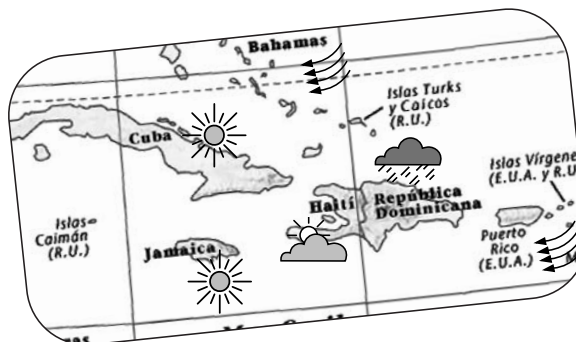 Bahamas
Islas Turks
y Caicos
(R.U.)
Cuba
Islas Vírgene
(E.U.A. y R.U
Haití
República
Dominicana
Islas
Caimán
(R.U.)
Jamaica
Puerto
Rico
(E.U.A.)
M